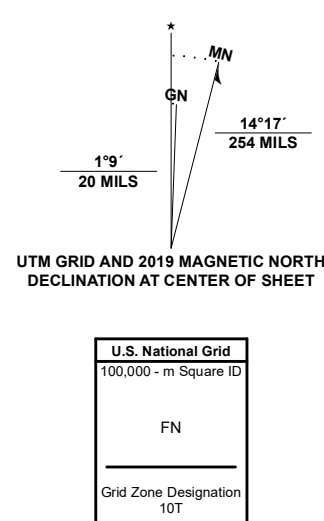 ★
MN
GN
14°17´
254 MILS
1°9´
20 MILS
UTM GRID AND 2019 MAGNETIC NORTH
DECLINATION AT CENTER OF SHEET
U.S. National Grid
100,000 - m Square ID
FN
Grid Zone Designation
10T